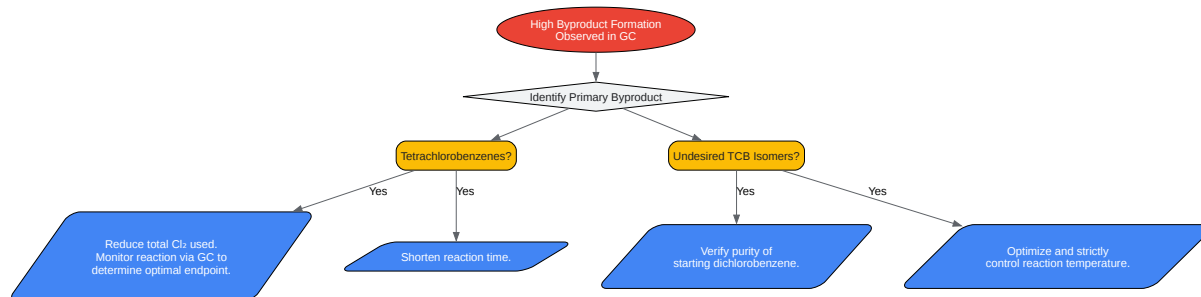 High Byproduct Formation
Observed in GC
Identify Primary Byproduct
Tetrachlorobenzenes?
Undesired TCB Isomers?
Yes
Yes
Yes
Yes
Reduce total Cl₂ used.
Monitor reaction via GC to
determine optimal endpoint.
Shorten reaction time.
Verify purity of
starting dichlorobenzene.
Optimize and strictly
control reaction temperature.